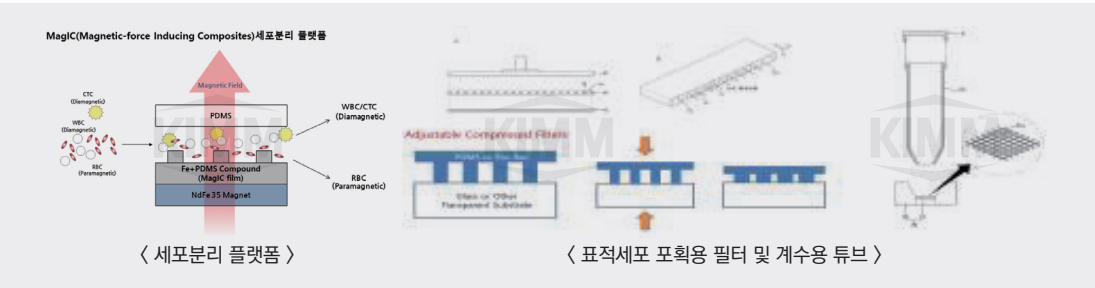 MagIC(Magnetic-force Inducing Composites)세포분리 플랫폼
Magnetic Field
CTC
(Diamagnetic)
WBC
(Diamagnetic)
RBC
(Paramagnetic)
PDMS
Fe+PDMS Compound
(MagIC film)
NdFe35 Magnet
WBC/CTC
(Diamagnetic)
RBC
(Paramagnetic)
KIMM
KIMM
KIMM
Adjustable Compressed Filters
Glass or Other
Transparent Substrate
〈 세포분리 플랫폼 〉
〈 표적세포 포획용 필터 및 계수용 튜브 〉